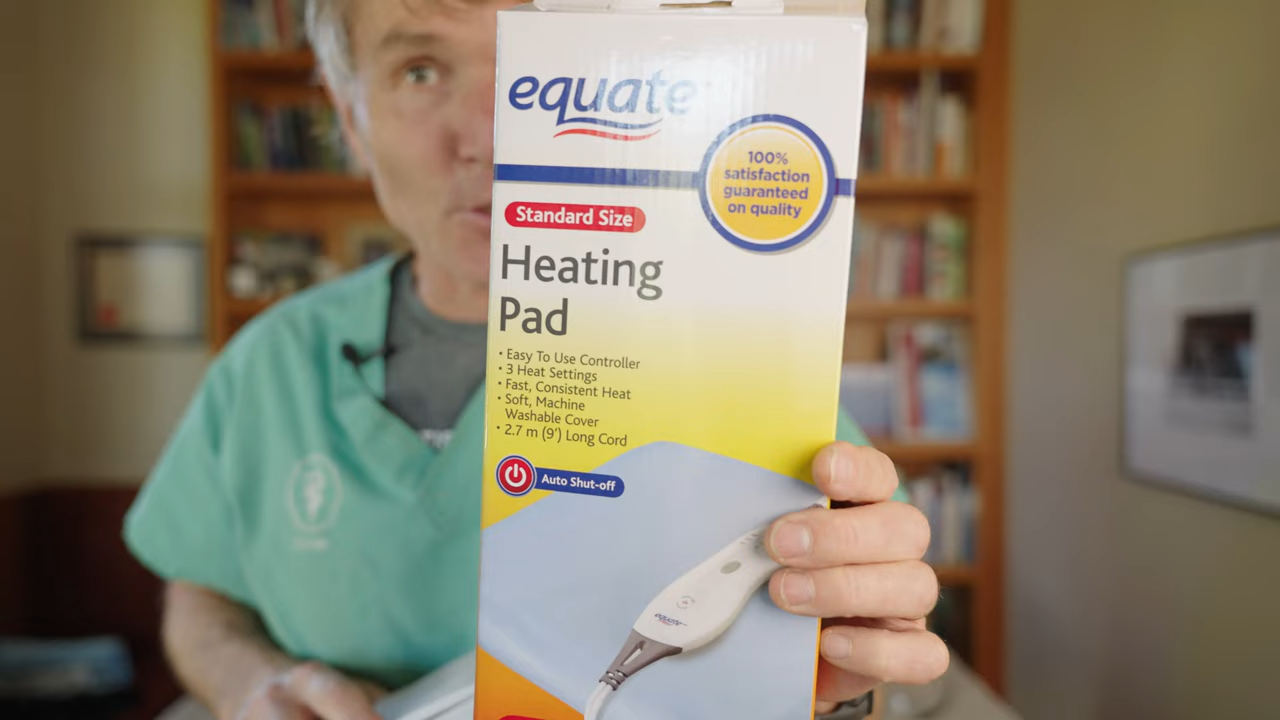 equate
100%
satisfaction
guaranteed
on quality
Standard Size
Heating
Pad
• Easy To Use Controller
• 3 Heat Settings
• Fast, Consistent Heat
• Soft, Machine
Washable Cover
• 2.7 m (9') Long Cord
Auto Shut-off
equate